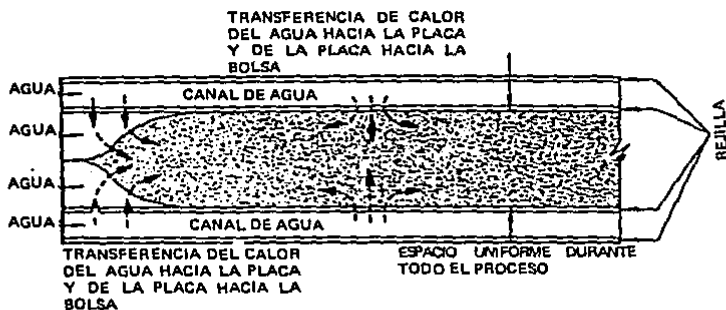 TRANSFERENCIA DE CALOR
DEL AGUA HACIA LA PLACA
Y DE LA PLACA HACIA LA
BOLSA
AGUA
CANAL DE AGUA
AGUA
AGUA
AGUA
CANAL DE AGUA
REJILLA
TRANSFERENCIA DEL CALOR
DEL AGUA HACIA LA PLACA
Y DE LA PLACA HACIA LA
BOLSA
ESPACIO UNIFORME DURANTE
TODO EL PROCESO